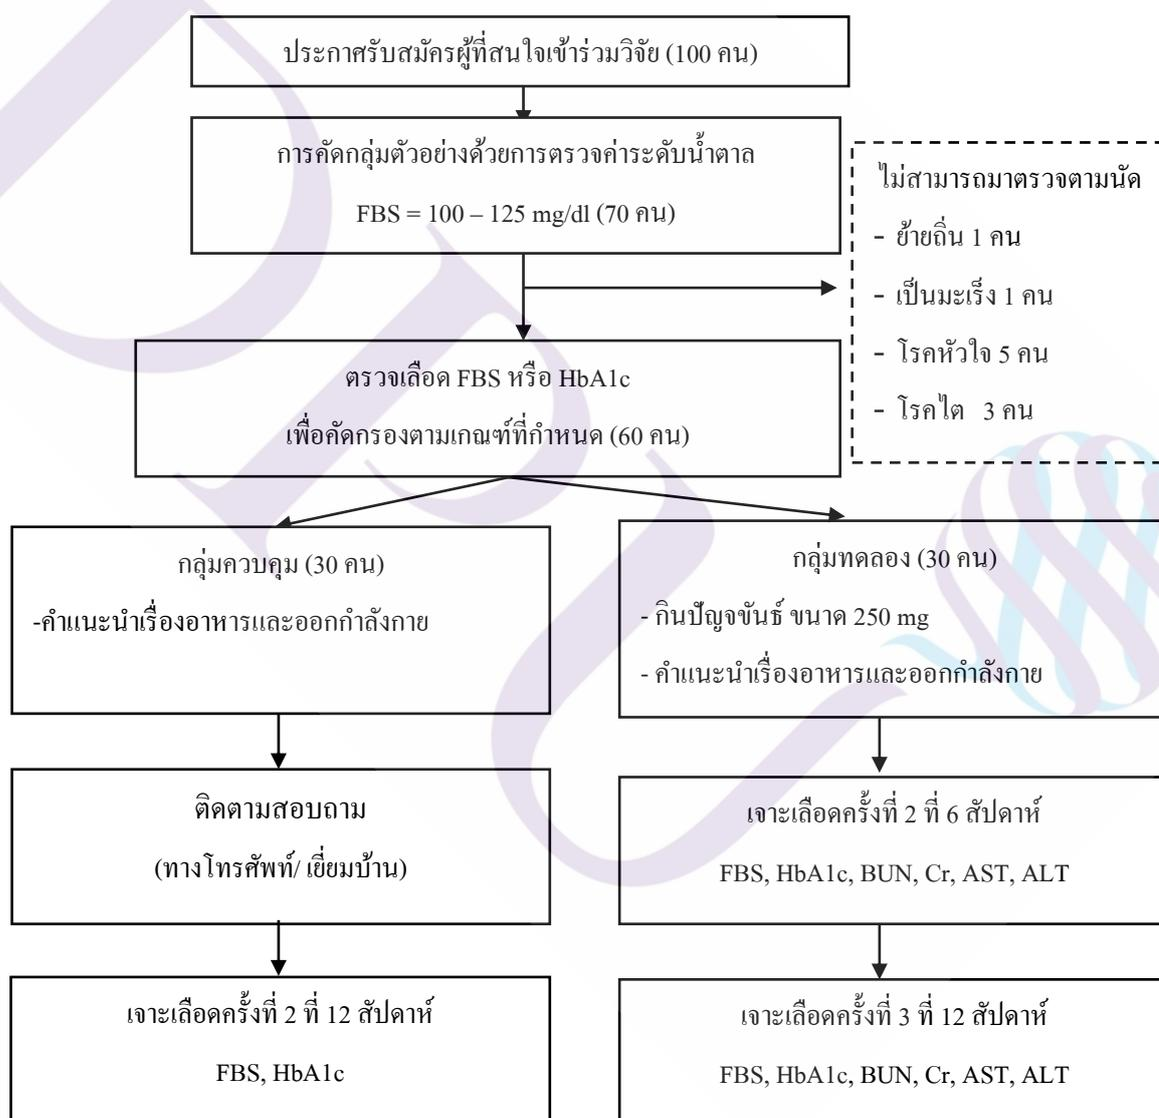 ประกาศรับสมัครผู้ที่สนใจเข้าร่วมวิจัย (100 คน)
การคัดกลุ่มตัวอย่างด้วยการตรวจค่าระดับน้ำตาล
FBS = 100 – 125 mg/dl (70 คน)
ไม่สามารถมาตรวจตามนัด
- ย้ายถิ่น 1 คน
- เป็นมะเร็ง 1 คน
- โรคหัวใจ 5 คน
- โรคไต 3 คน
ตรวจเลือด FBS หรือ HbA1c
เพื่อคัดกรองตามเกณฑ์ที่กำหนด (60 คน)
กลุ่มควบคุม (30 คน)
-คำแนะนำเรื่องอาหารและออกกำลังกาย
กลุ่มทดลอง (30 คน)
- กินปัญจขันธ์ ขนาด 250 mg
- คำแนะนำเรื่องอาหารและออกกำลังกาย
ติดตามสอบถาม
(ทางโทรศัพท์/ เยี่ยมบ้าน)
เจาะเลือดครั้งที่ 2 ที่ 6 สัปดาห์
FBS, HbA1c, BUN, Cr, AST, ALT
เจาะเลือดครั้งที่ 2 ที่ 12 สัปดาห์
FBS, HbA1c
เจาะเลือดครั้งที่ 3 ที่ 12 สัปดาห์
FBS, HbA1c, BUN, Cr, AST, ALT
DPU